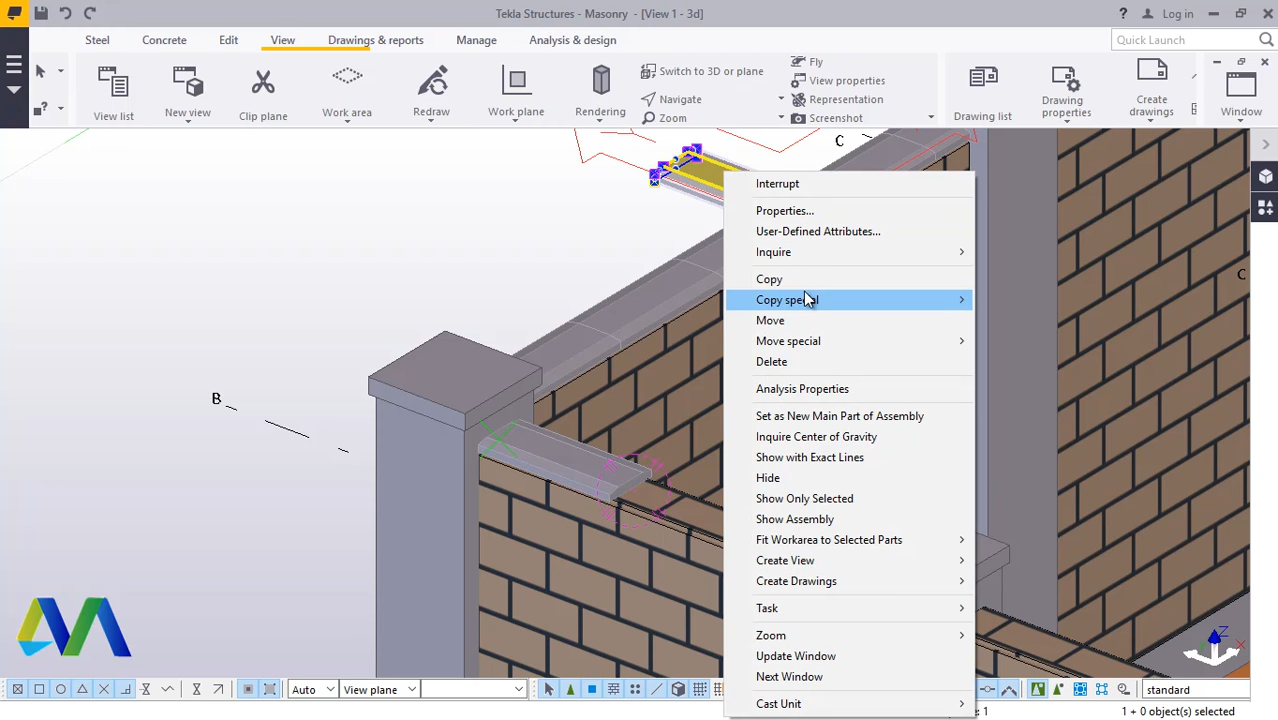 Tekla Structures - Masonry - [View 1 - 3d]
? Log in
Steel Concrete Edit View Drawings & reports Manage Analysis & design Quick Launch
View list
New view
Clip plane
Work area
Redraw
Work plane
Rendering
Switch to 3D or plane
Navigate
Zoom
Fly
View properties
Representation
Screenshot
Drawing list
Drawing properties
Create drawings
Window
C
C
B
Interrupt
Properties...
User-Defined Attributes...
Inquire
Copy
Copy special
Move
Move special
Delete
Analysis Properties
Set as New Main Part of Assembly
Inquire Center of Gravity
Show with Exact Lines
Hide
Show Only Selected
Show Assembly
Fit Workarea to Selected Parts
Create View
Create Drawings
Task
Zoom
Update Window
Next Window
Cast Unit
Z
Auto View plane standard
1 + 0 object(s) selected